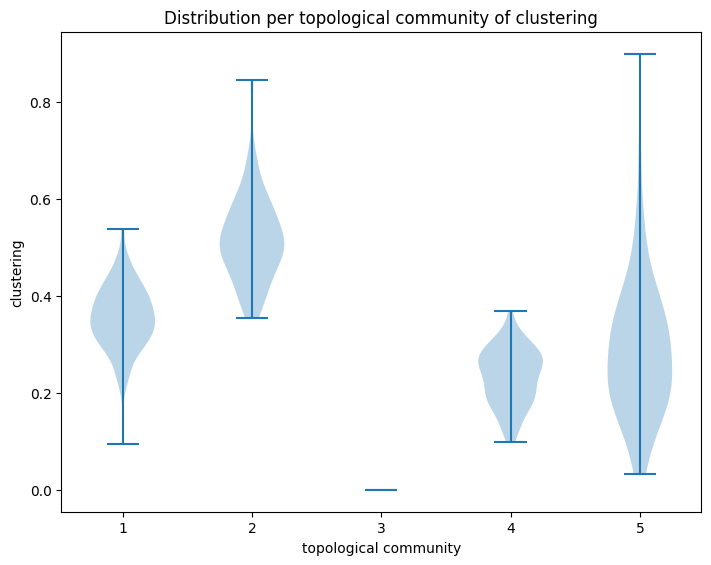 Distribution per topological community of clustering
clustering
0.8
0.6
0.4
0.2
0.0
1 2 3 4 5
topological community